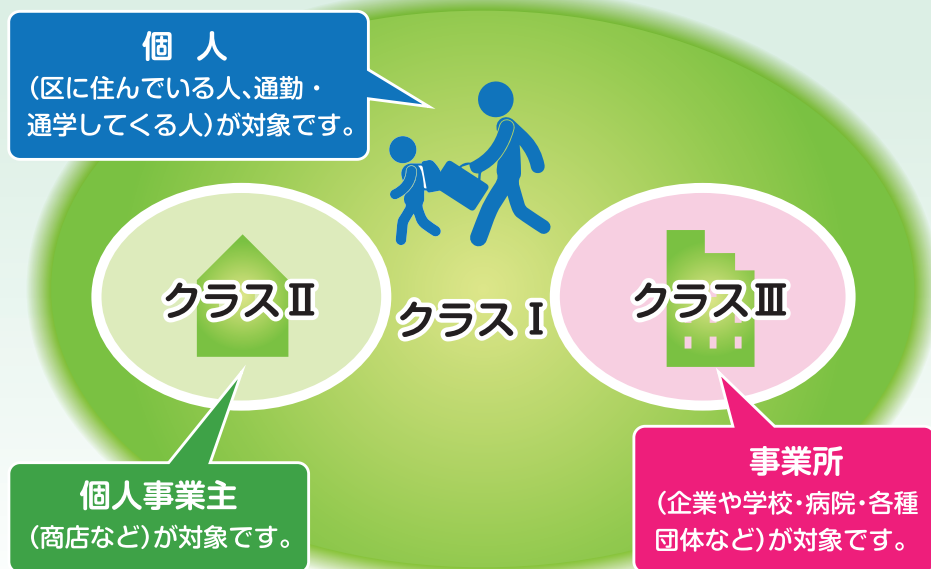 個 人
（区に住んでいる人、通勤・
通学してくる人）が対象です。
クラスⅡ
クラスⅠ
クラスⅢ
個人事業主
（商店など）が対象です。
事業所
（企業や学校・病院・各種
団体など）が対象です。